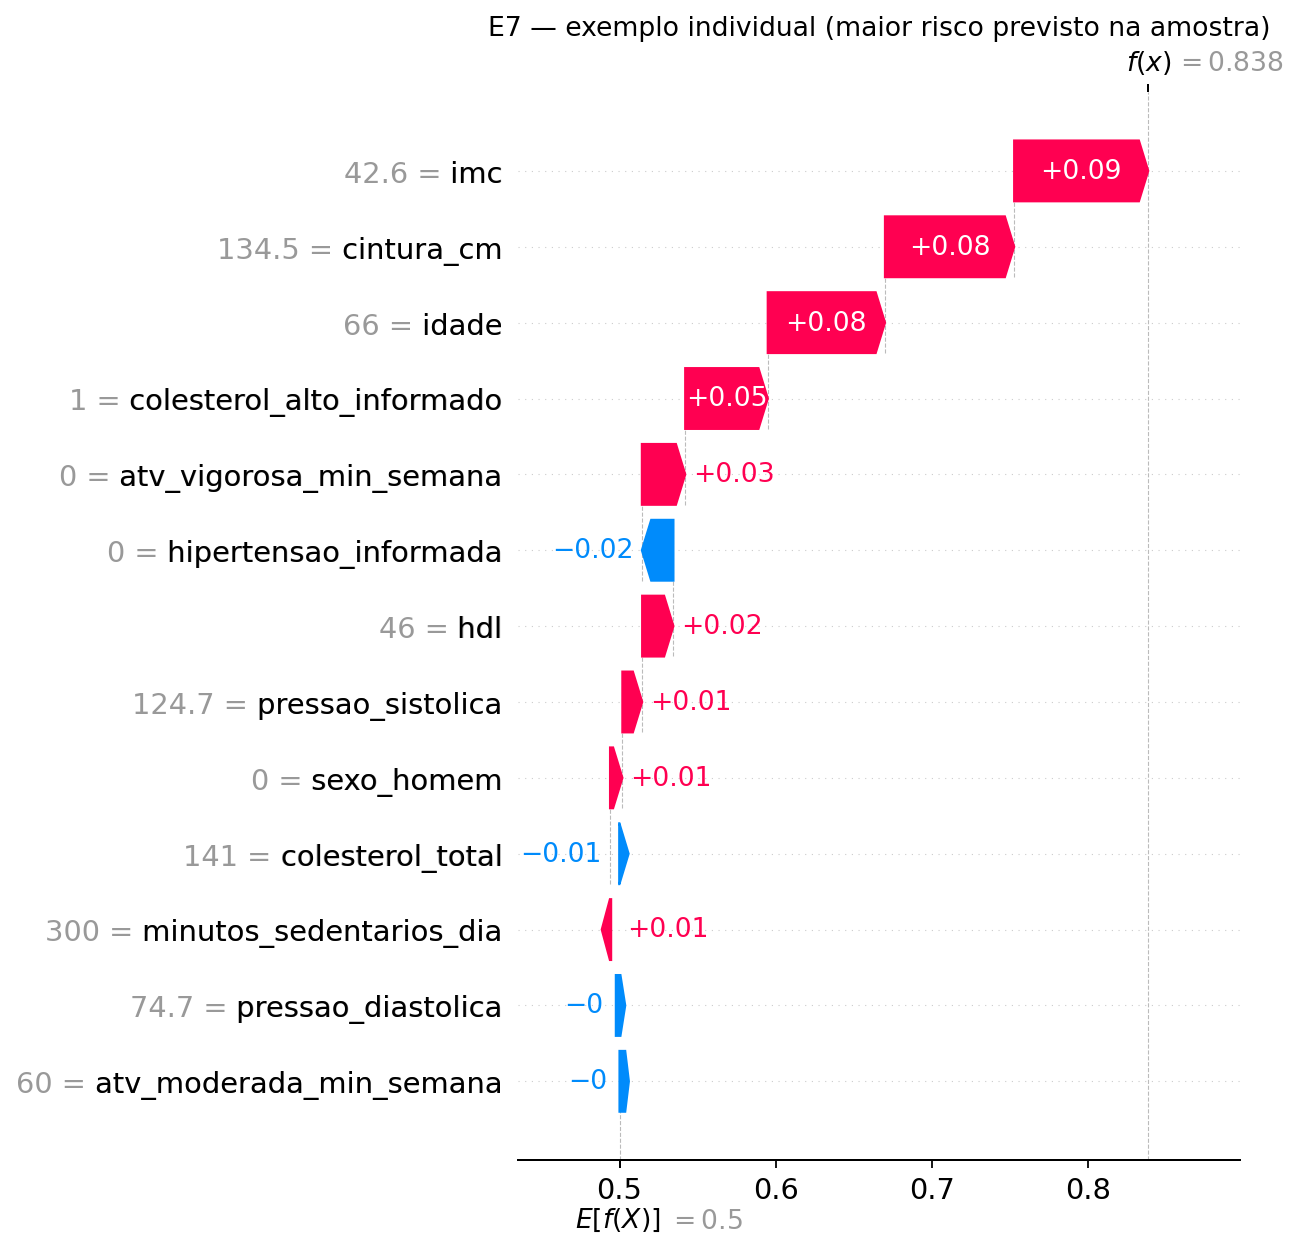 E7 — exemplo individual (maior risco previsto na amostra)
f(x) = 0.838
42.6 = imc +0.09
134.5 = cintura_cm +0.08
66 = idade +0.08
1 = colesterol_alto_informado +0.05
0 = atv_vigorosa_min_semana +0.03
0 = hipertensao_informada −0.02
46 = hdl +0.02
124.7 = pressao_sistolica +0.01
0 = sexo_homem +0.01
141 = colesterol_total −0.01
300 = minutos_sedentarios_dia +0.01
74.7 = pressao_diastolica −0
60 = atv_moderada_min_semana −0
0.5 0.6 0.7 0.8
E[f(X)] = 0.5